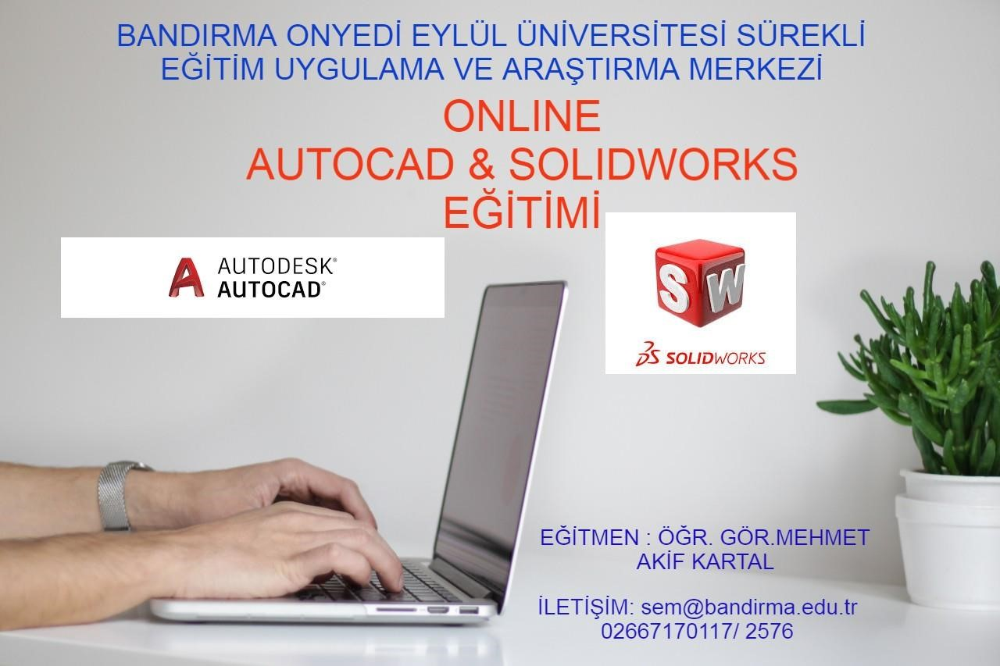 BANDIRMA ONYEDİ EYLÜL ÜNİVERSİTESİ SÜREKLİ
EĞİTİM UYGULAMA VE ARAŞTIRMA MERKEZİ
ONLINE
AUTOCAD & SOLIDWORKS
EĞİTİMİ
AUTODESK®
AUTOCAD®
SW
3S SOLIDWORKS
EĞİTMEN : ÖĞR. GÖR.MEHMET
AKİF KARTAL
İLETİŞİM: sem@bandirma.edu.tr
02667170117/ 2576